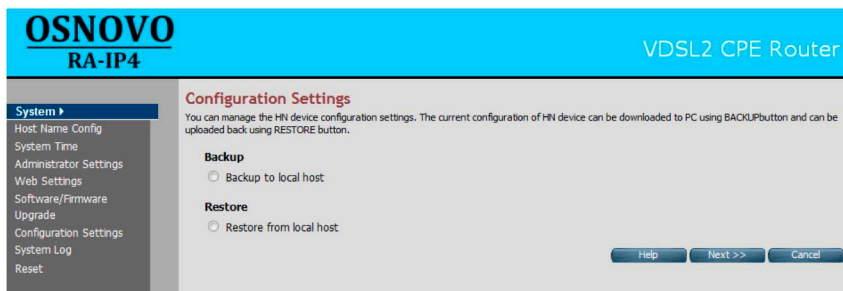 OSNOVO
RA-IP4
VDSL2 CPE Router
System
Host Name Config
System Time
Administrator Settings
Web Settings
Software/Firmware
Upgrade
Configuration Settings
System Log
Reset
Configuration Settings
You can manage the HN device configuration settings. The current configuration of HN device can be downloaded to PC using BACKUPbutton and can be
uploaded back using RESTORE button.
Backup
Backup to local host
Restore
Restore from local host
Help Next >> Cancel